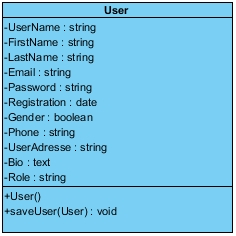 User
-UserName : string
-FirstName : string
-LastName : string
-Email : string
-Password : string
-Registration : date
-Gender : boolean
-Phone : string
-UserAdresse : string
-Bio : text
-Role : string
+User()
+saveUser(User) : void